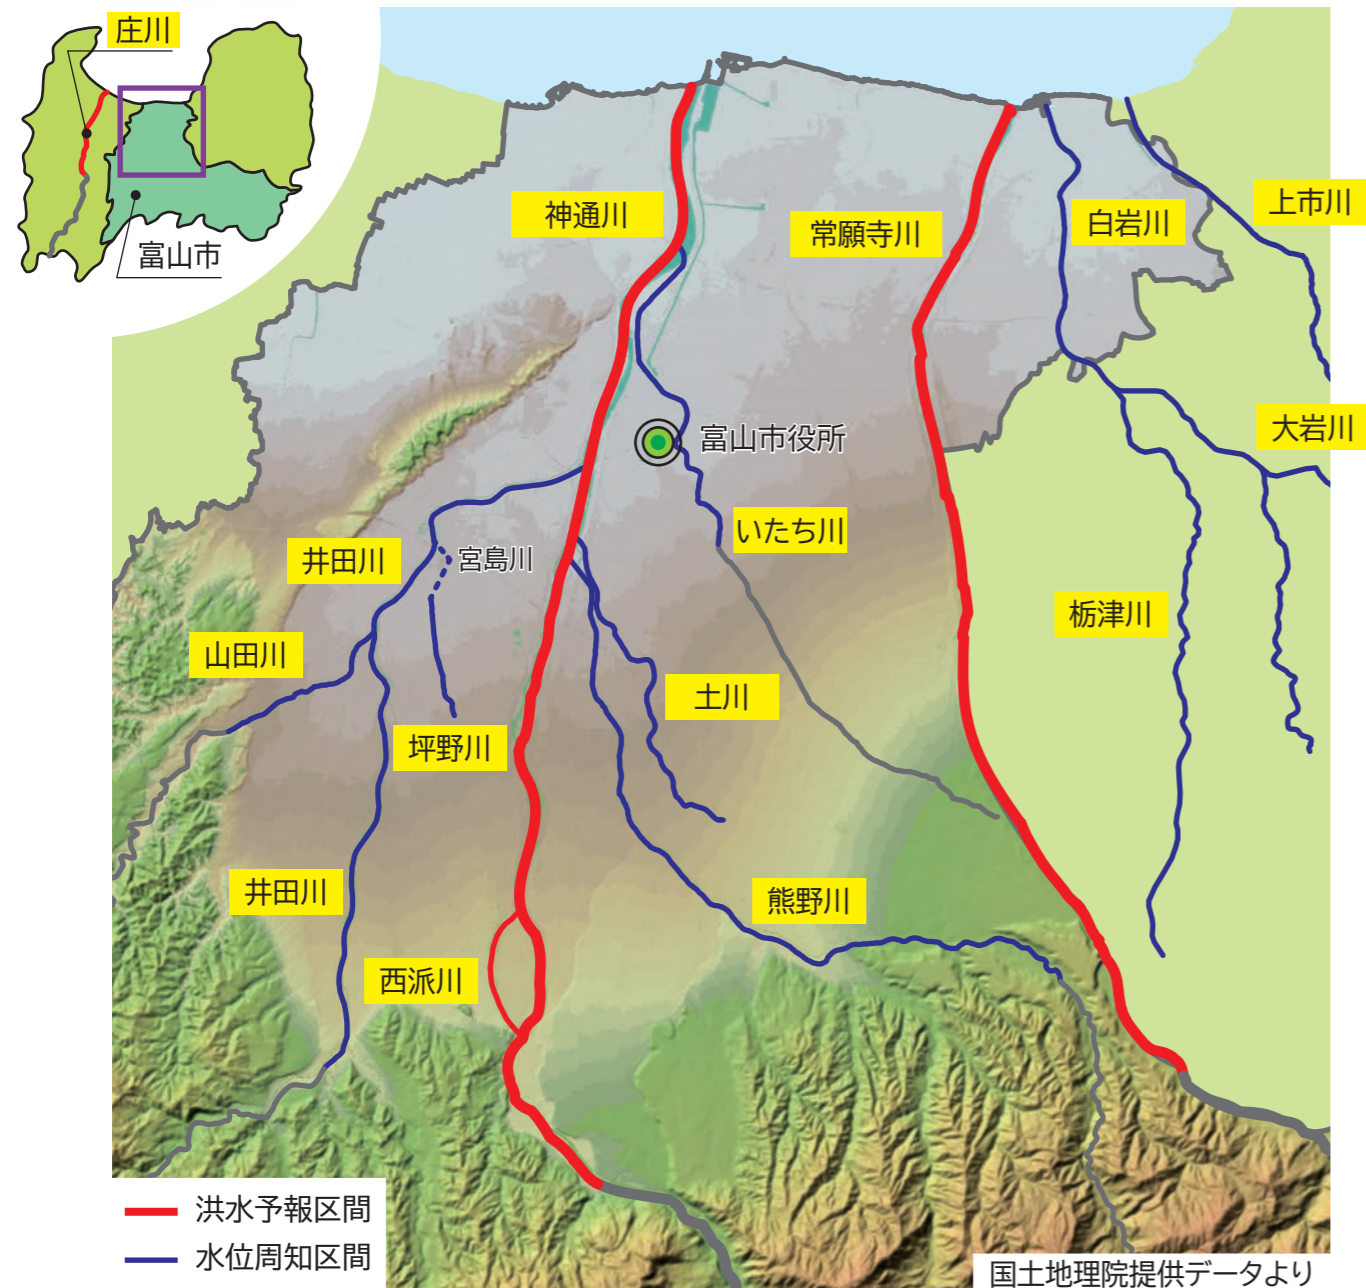 庄川
富山市
神通川
常願寺川
白岩川
上市川
富山市役所
大岩川
いたち川
井田川
宮島川
栃津川
山田川
土川
坪野川
井田川
熊野川
西派川
洪水予報区間
水位周知区間
国土地理院提供データより